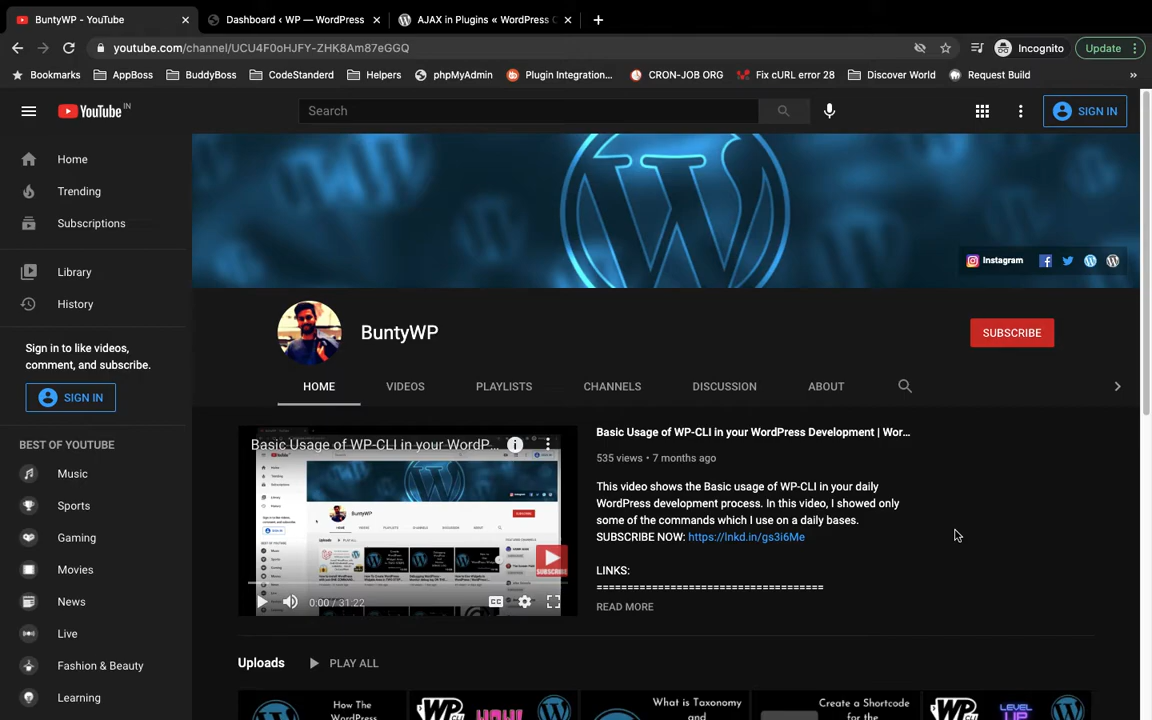 BuntyWP - YouTube
Dashboard ‹ WP — WordPress
AJAX in Plugins « WordPress C
youtube.com/channel/UCU4F0oHJFY-ZHK8Am87eGGQ
Incognito
Update
Bookmarks
AppBoss
BuddyBoss
CodeStanderd
Helpers
phpMyAdmin
Plugin Integration...
CRON-JOB ORG
Fix cURL error 28
Discover World
Request Build
»
YouTube IN
Search
SIGN IN
Home
Trending
Subscriptions
Library
History
Sign in to like videos,
comment, and subscribe.
SIGN IN
BEST OF YOUTUBE
Music
Sports
Gaming
Movies
News
Live
Fashion & Beauty
Learning
Instagram
BuntyWP
SUBSCRIBE
HOME
VIDEOS
PLAYLISTS
CHANNELS
DISCUSSION
ABOUT
Basic Usage of WP-CLI in your WordP...
SUBSCRIBE
0:00 / 31:22
Basic Usage of WP-CLI in your WordPress Development | Wor...
535 views • 7 months ago
This video shows the Basic usage of WP-CLI in your daily
WordPress development process. In this video, I showed only
some of the commands which I use on a daily bases.
SUBSCRIBE NOW: https://lnkd.in/gs3i6Me
LINKS:
====================================
READ MORE
Uploads
PLAY ALL
How The
WordPress
What is Taxonomy
and
Create a Shortcode
for the
LEVEL
UP